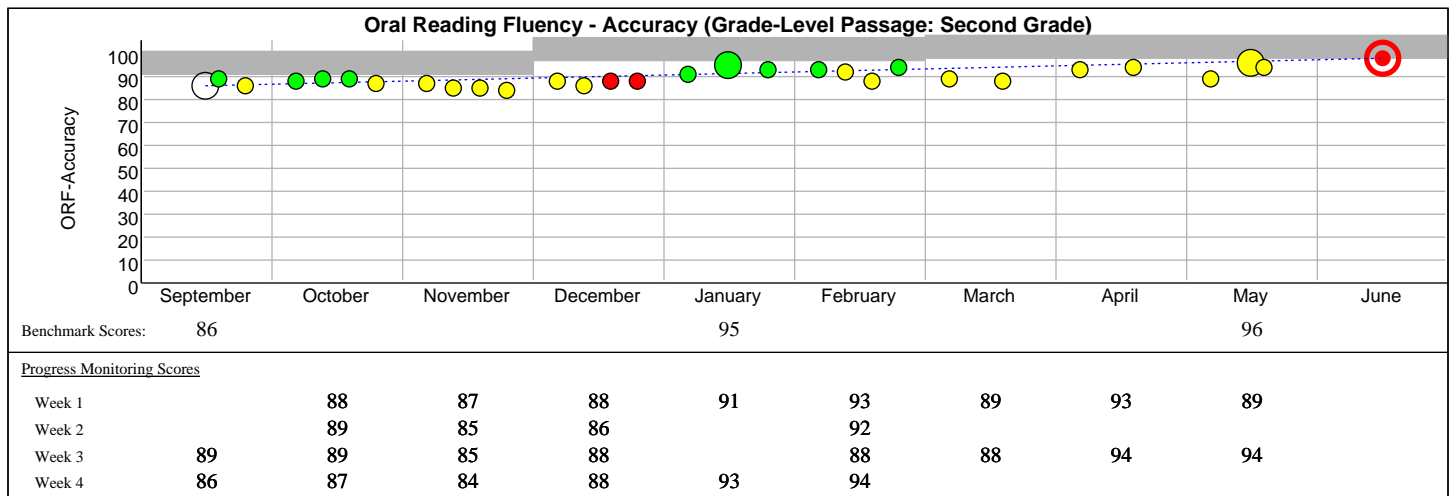 Oral Reading Fluency - Accuracy (Grade-Level Passage: Second Grade)
ORF-Accuracy
100
90
80
70
60
50
40
30
20
10
0
September October November December January February March April May June
Benchmark Scores: 86 95 96
Progress Monitoring Scores
Week 1 88 87 88 91 93 89 93 89
Week 2 89 85 86 92
Week 3 89 89 85 88 88 88 94 94
Week 4 86 87 84 88 93 94